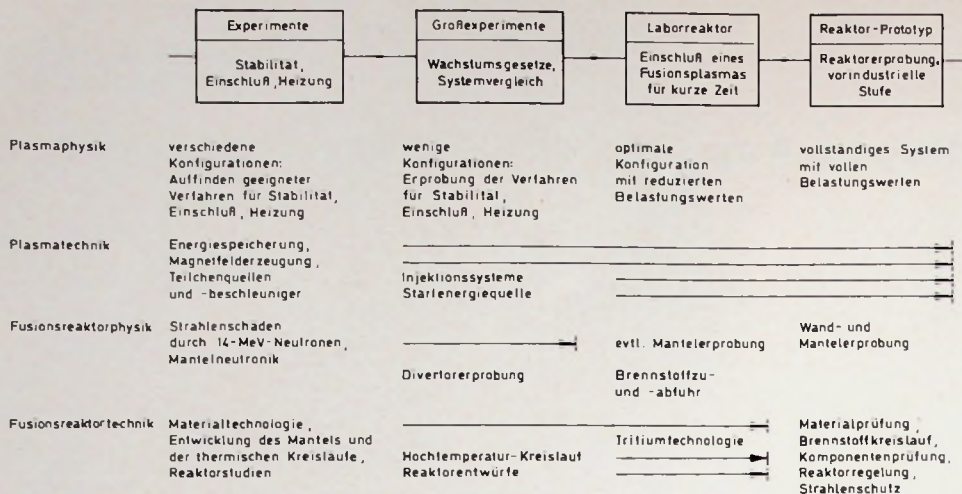 Experimente
Stabilität,
Einschluß, Heizung
Großexperimente
Wachstumsgesetze,
Systemvergleich
Laborreaktor
Einschluß eines
Fusionsplasmas
für kurze Zeit
Reaktor-Prototyp
Reaktorerprobung,
vorindustrielle
Stufe
Plasmaphysik
verschiedene
Konfigurationen:
Auffinden geeigneter
Verfahren für Stabilität,
Einschluß, Heizung
wenige
Konfigurationen:
Erprobung der Verfahren
für Stabilität,
Einschluß, Heizung
optimale
Konfiguration
mit reduzierten
Belastungswerten
vollständiges System
mit vollen
Belastungswerten
Plasmatechnik
Energiespeicherung,
Magnetfelderzeugung,
Teilchenquellen
und -beschleuniger
Injektionssysteme
Startenergiequelle
Fusionsreaktorphysik
Strahlenschäden
durch 14-MeV-Neutronen,
Mantelneutronik
Divertorerprobung
evtl. Mantelerprobung
Brennstoffzu-
und -abfuhr
Wand- und
Mantelerprobung
Fusionsreaktortechnik
Materialtechnologie,
Entwicklung des Mantels und
der thermischen Kreisläufe,
Reaktorstudien
Hochtemperatur-Kreislauf
Reaktorentwürfe
Tritiumtechnologie
Materialprüfung,
Brennstoffkreislauf,
Komponentenprüfung,
Reaktorregelung,
Strahlenschutz